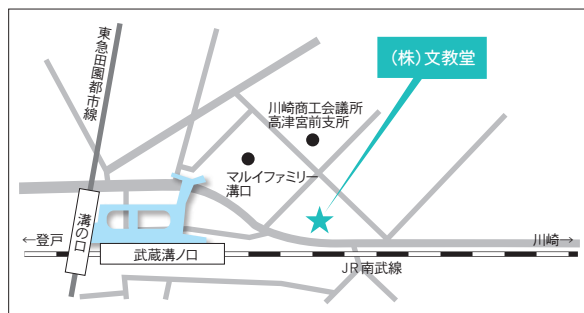 東急田園都市線
(株)文教堂
川崎商工会議所
高津宮前支所
マルイファミリー
溝口
溝の口
←登戸
武蔵溝ノ口
川崎→
JR南武線